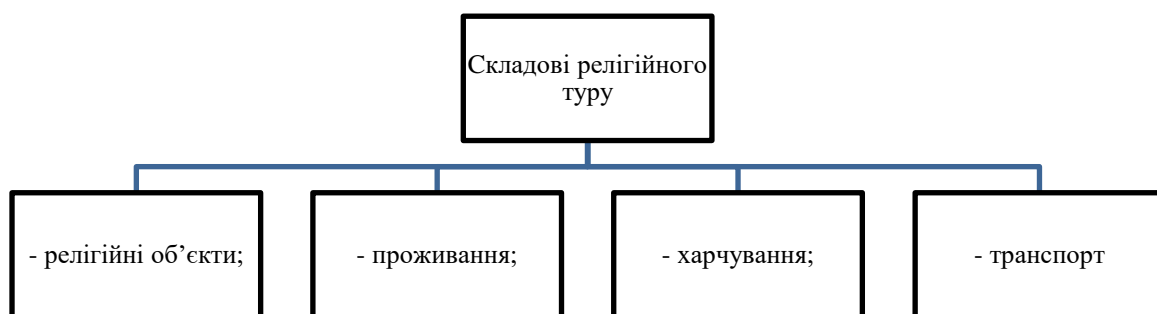 Складові релігійного
туру
- релігійні об’єкти;
- проживання;
- харчування;
- транспорт